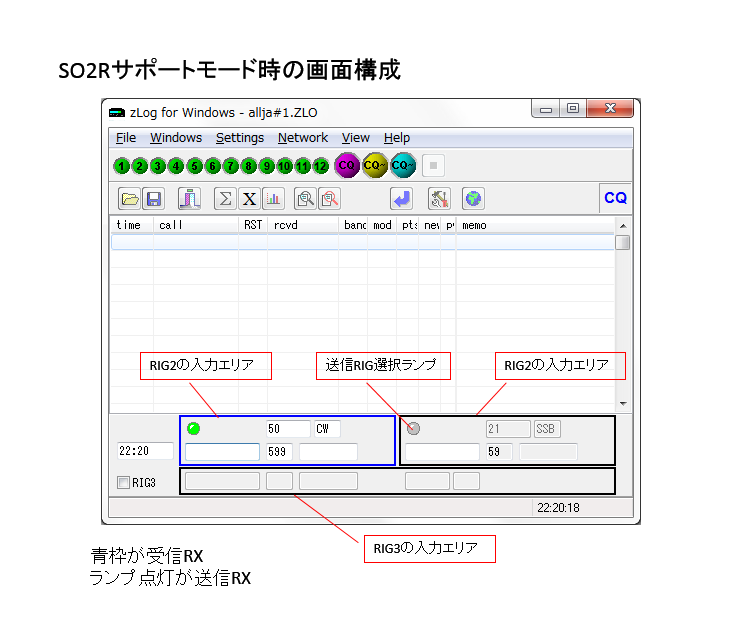 SO2Rサポートモード時の画面構成
zLog for Windows - allja#1.ZLO
File Windows Settings Network View Help
1 2 3 4 5 6 7 8 9 10 11 12 CQ CQ~ CQ~
X CQ
time call RST rcvd band mod pts nev p memo
RIG2の入力エリア 送信RIG選択ランプ RIG2の入力エリア
50 CW 21 SSB
22:20 599 59
RIG3
22:20:18
RIG3の入力エリア
青枠が受信RX
ランプ点灯が送信RX